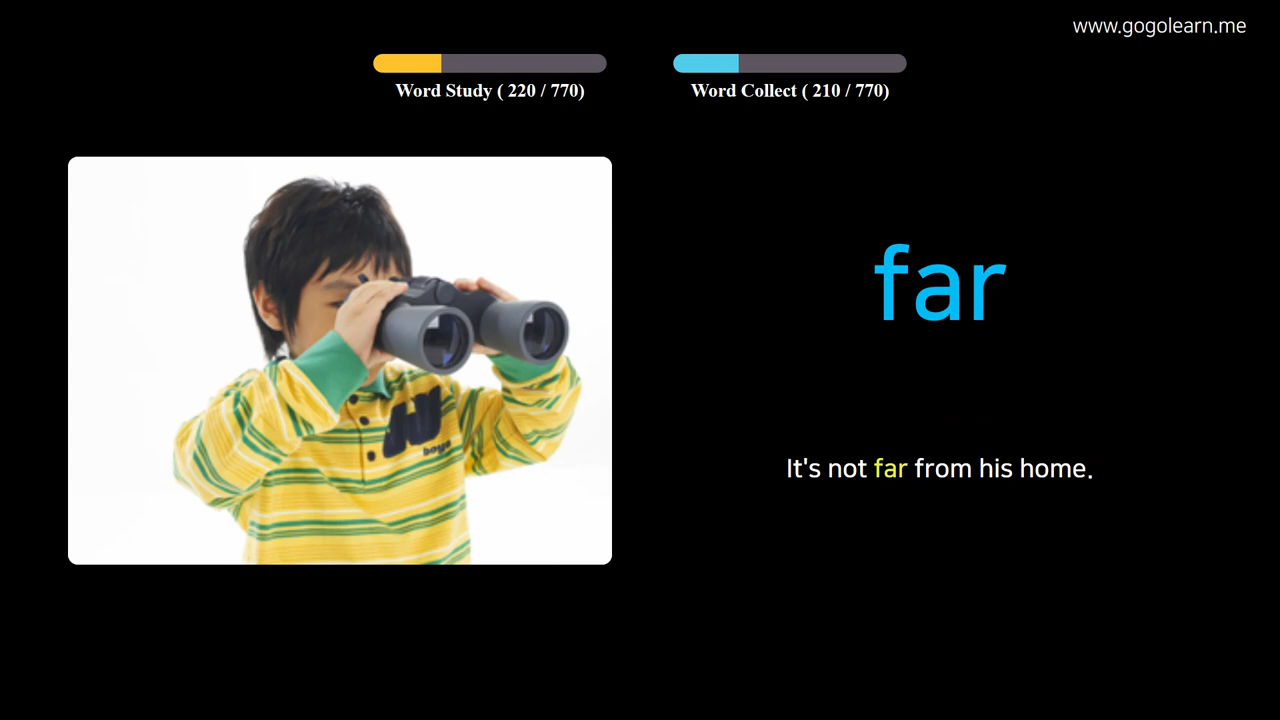 www.gogolearn.me
Word Study ( 220 / 770)
Word Collect ( 210 / 770)
far
It's not far from his home.